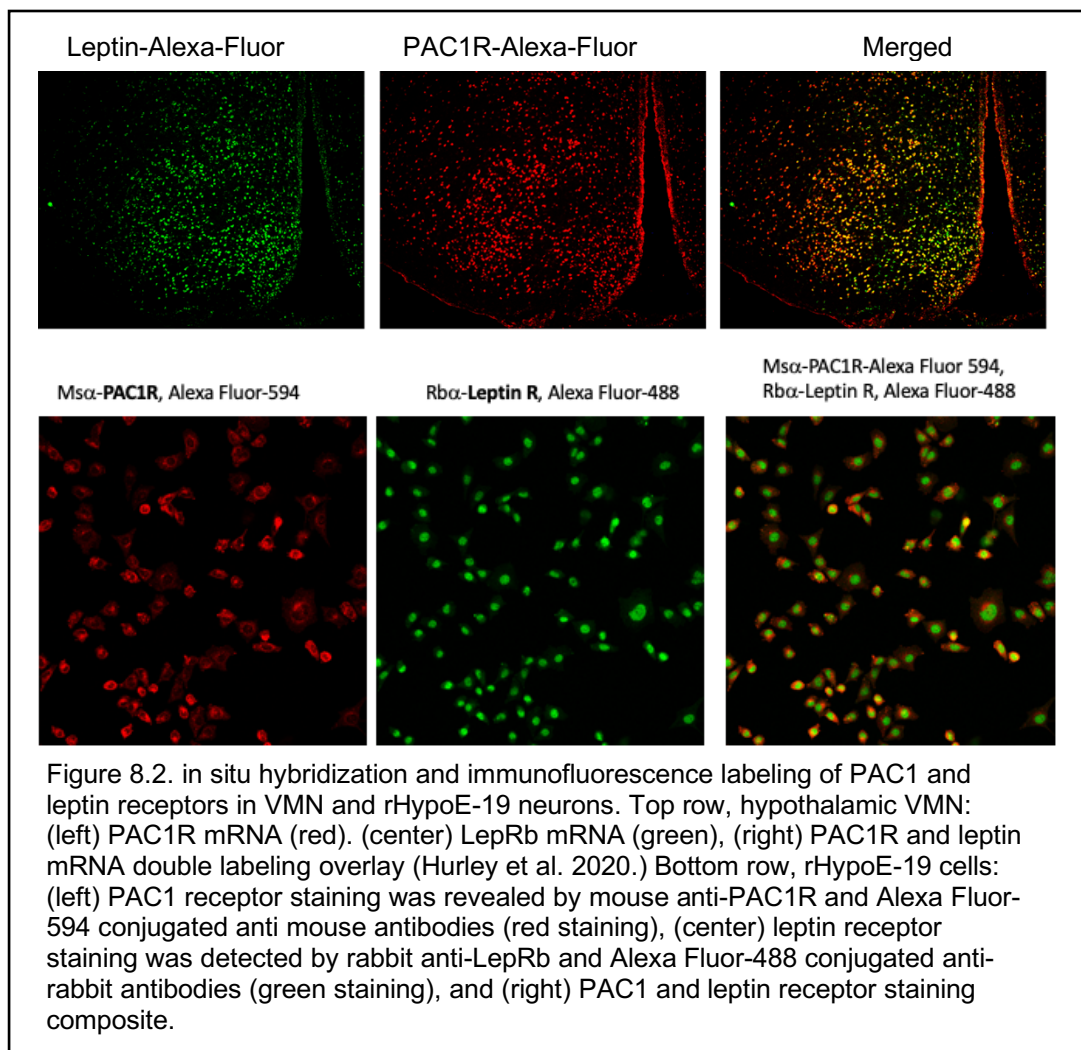 Leptin-Alexa-Fluor PAC1R-Alexa-Fluor Merged
Msα-PAC1R, Alexa Fluor-594 Rbα-Leptin R, Alexa Fluor-488 Msα-PAC1R-Alexa Fluor 594,
Rbα-Leptin R, Alexa Fluor-488
Figure 8.2. in situ hybridization and immunofluorescence labeling of PAC1 and
leptin receptors in VMN and rHypoE-19 neurons. Top row, hypothalamic VMN:
(left) PAC1R mRNA (red). (center) LepRb mRNA (green), (right) PAC1R and leptin
mRNA double labeling overlay (Hurley et al. 2020.) Bottom row, rHypoE-19 cells:
(left) PAC1 receptor staining was revealed by mouse anti-PAC1R and Alexa Fluor-
594 conjugated anti mouse antibodies (red staining), (center) leptin receptor
staining was detected by rabbit anti-LepRb and Alexa Fluor-488 conjugated anti-
rabbit antibodies (green staining), and (right) PAC1 and leptin receptor staining
composite.